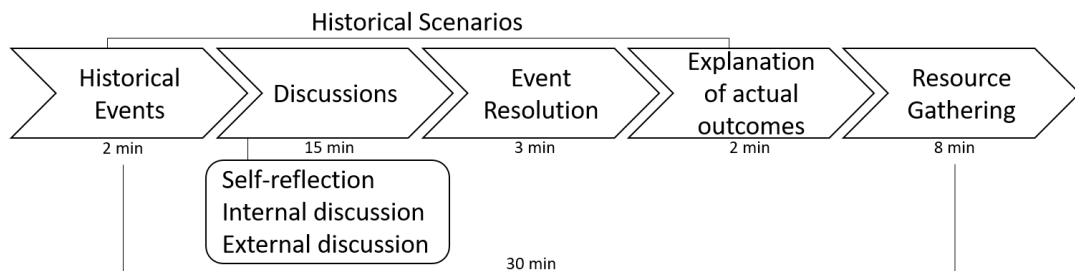 Historical Scenarios
Historical
Events
Discussions
Event
Resolution
Explanation
of actual
outcomes
Resource
Gathering
2 min
15 min
3 min
2 min
8 min
Self-reflection
Internal discussion
External discussion
30 min